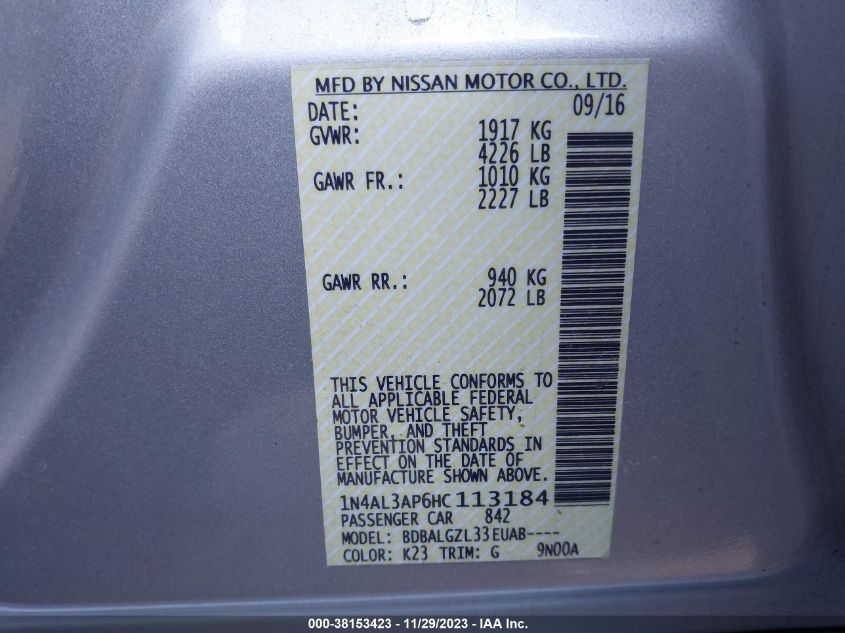 MFD BY NISSAN MOTOR CO., LTD.
DATE: 09/16
GVWR: 1917 KG
4226 LB
GAWR FR.: 1010 KG
2227 LB
GAWR RR.: 940 KG
2072 LB
THIS VEHICLE CONFORMS TO
ALL APPLICABLE FEDERAL
MOTOR VEHICLE SAFETY,
BUMPER, AND THEFT
PREVENTION STANDARDS IN
EFFECT ON THE DATE OF
MANUFACTURE SHOWN ABOVE.
1N4AL3AP6HC113184
PASSENGER CAR 842
MODEL: BDBALGZL33EUAB----
COLOR: K23 TRIM: G 9N00A
000-38153423 - 11/29/2023 - IAA Inc.